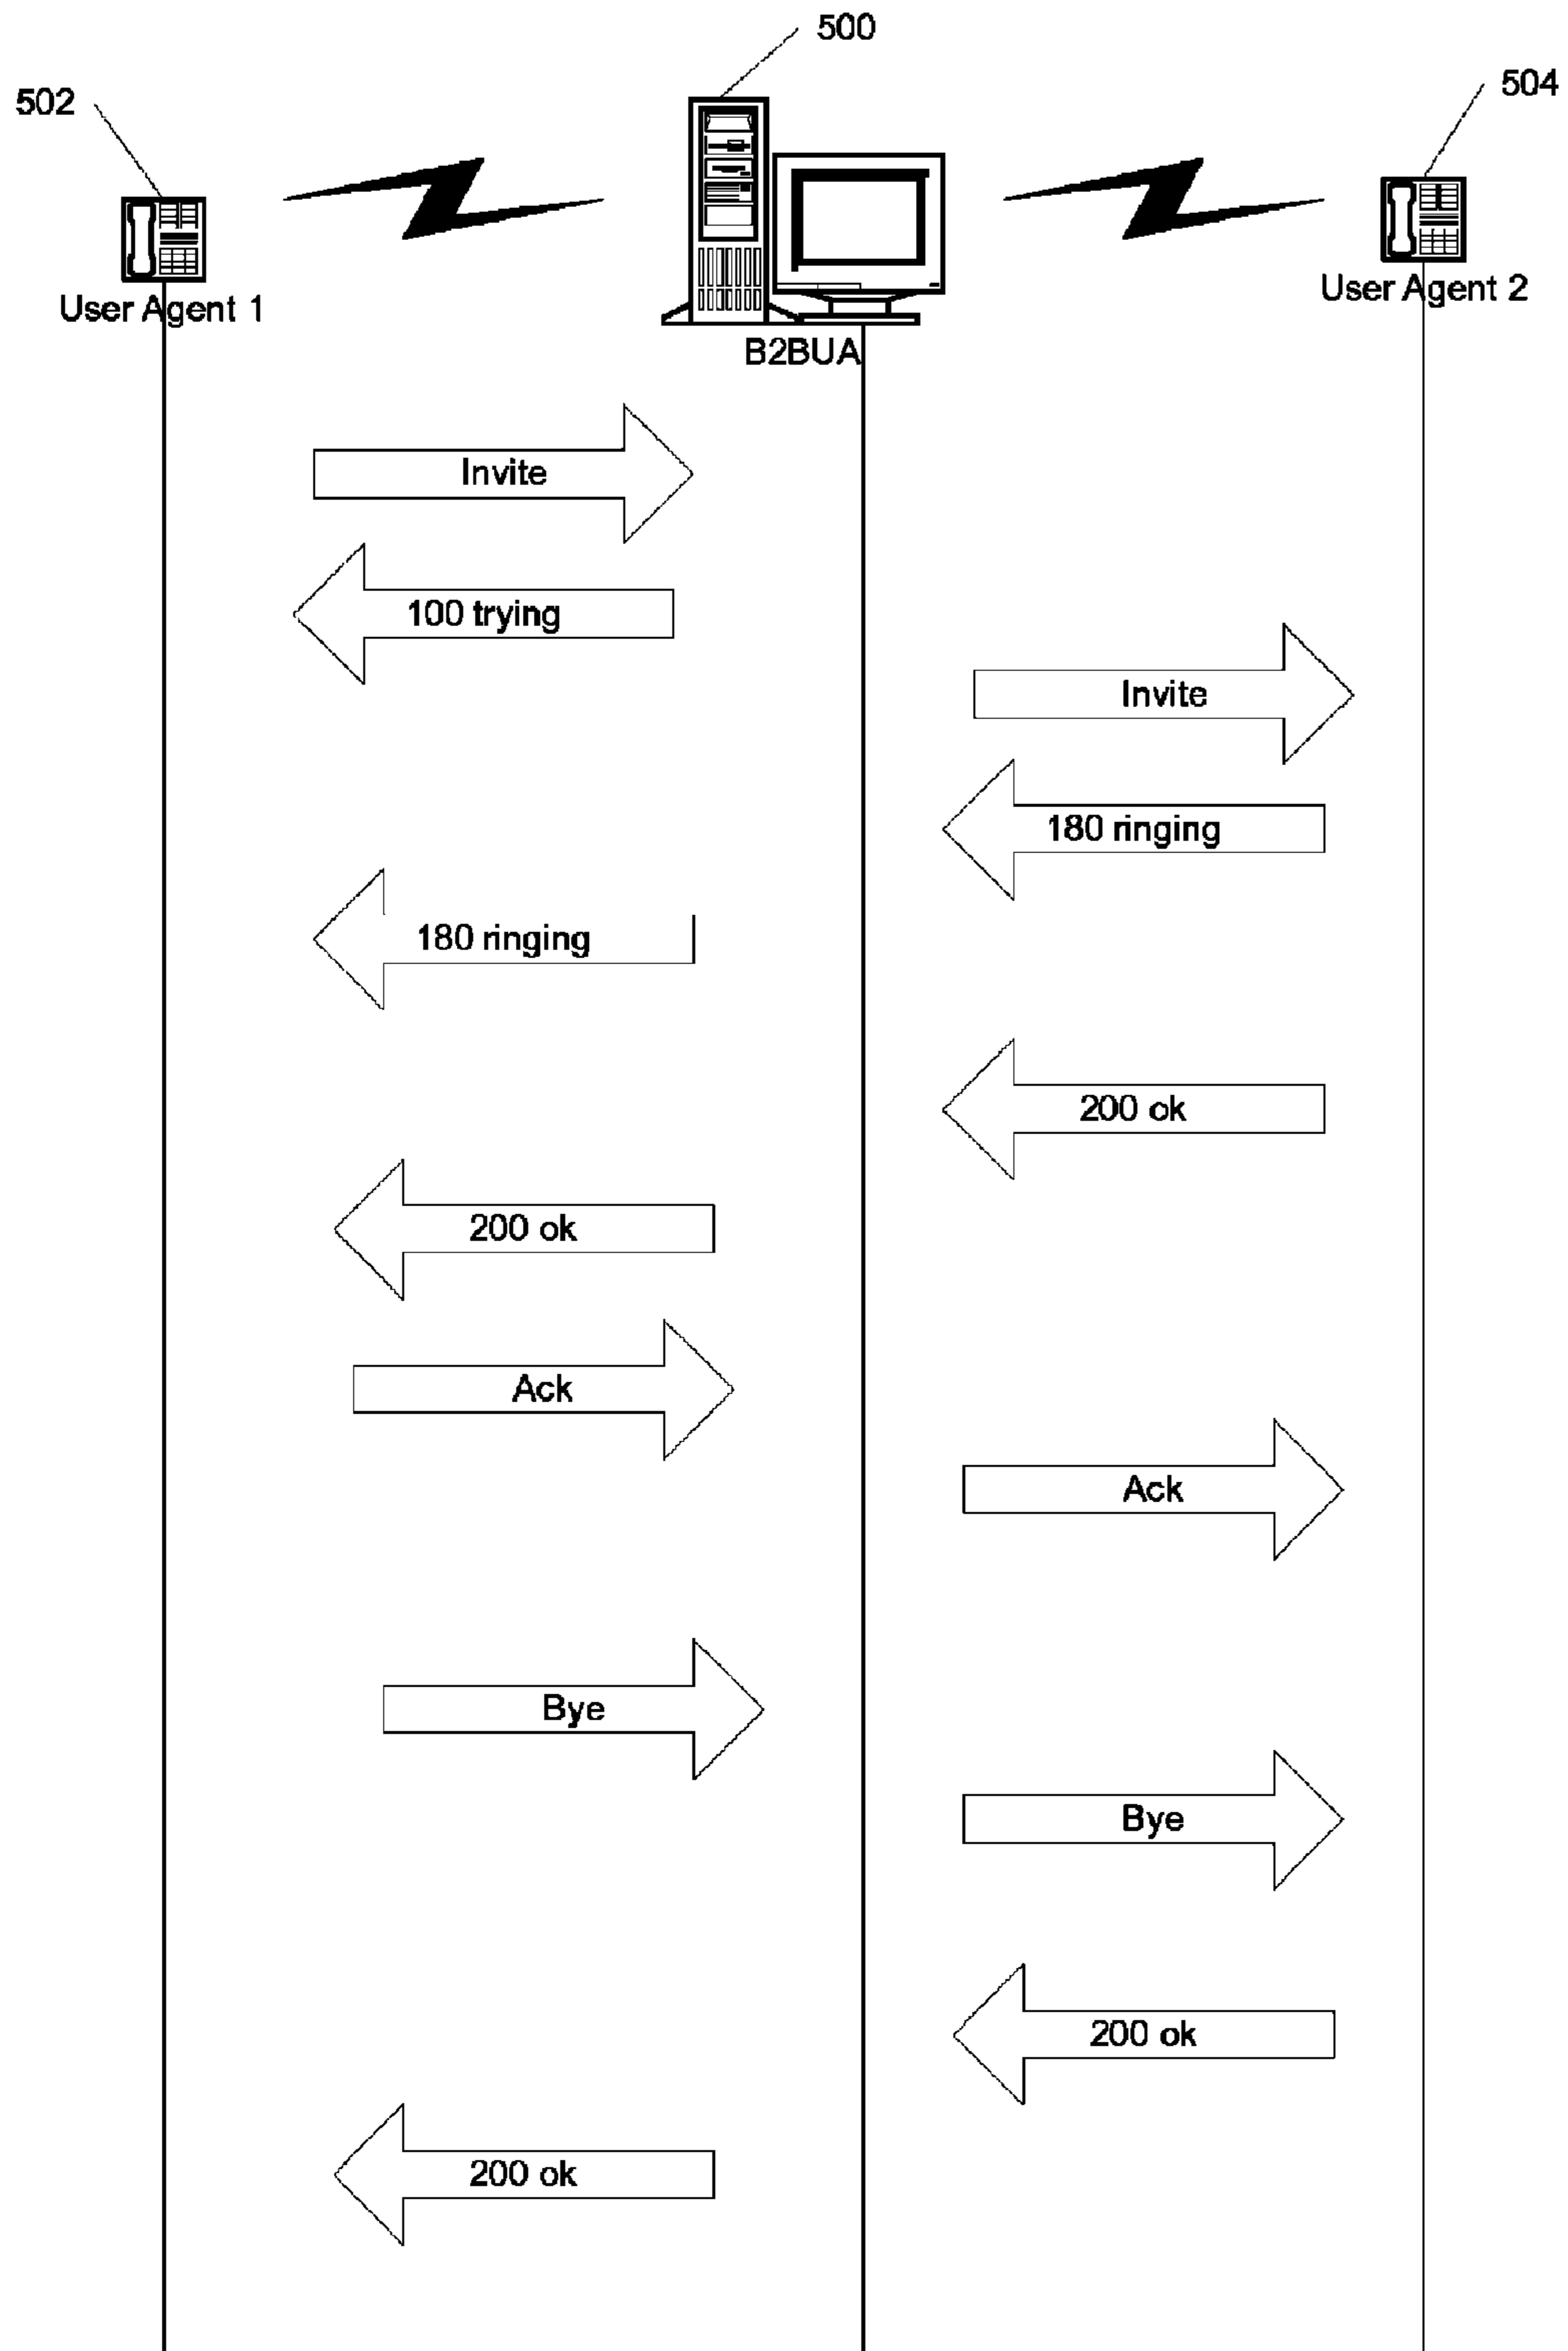 500
502
504
User Agent 1
User Agent 2
B2BUA
Invite
100 trying
Invite
180 ringing
180 ringing
200 ok
200 ok
Ack
Ack
Bye
Bye
200 ok
200 ok